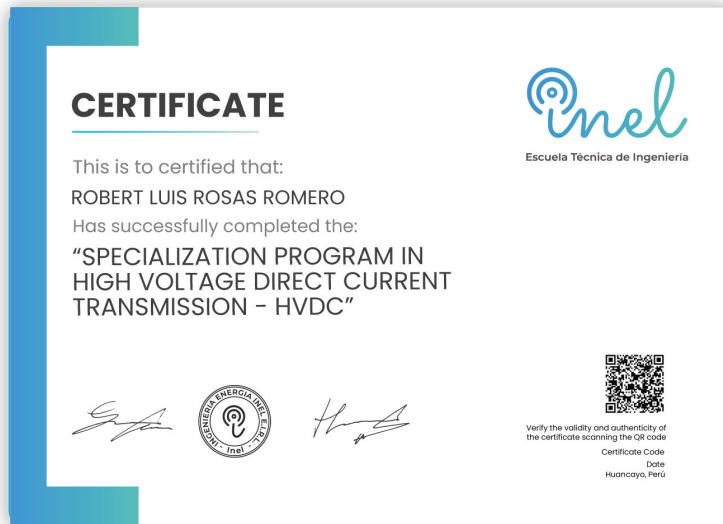 CERTIFICATE
inel
Escuela Técnica de Ingeniería
This is to certified that:
ROBERT LUIS ROSAS ROMERO
Has successfully completed the:
“SPECIALIZATION PROGRAM IN
HIGH VOLTAGE DIRECT CURRENT
TRANSMISSION - HVDC”
INGENIERIA ENERGIA INEL E.I.R.L.
- Inel -
Verify the validity and authenticity of
the certificate scanning the QR code
Certificate Code
Date
Huancayo, Perú